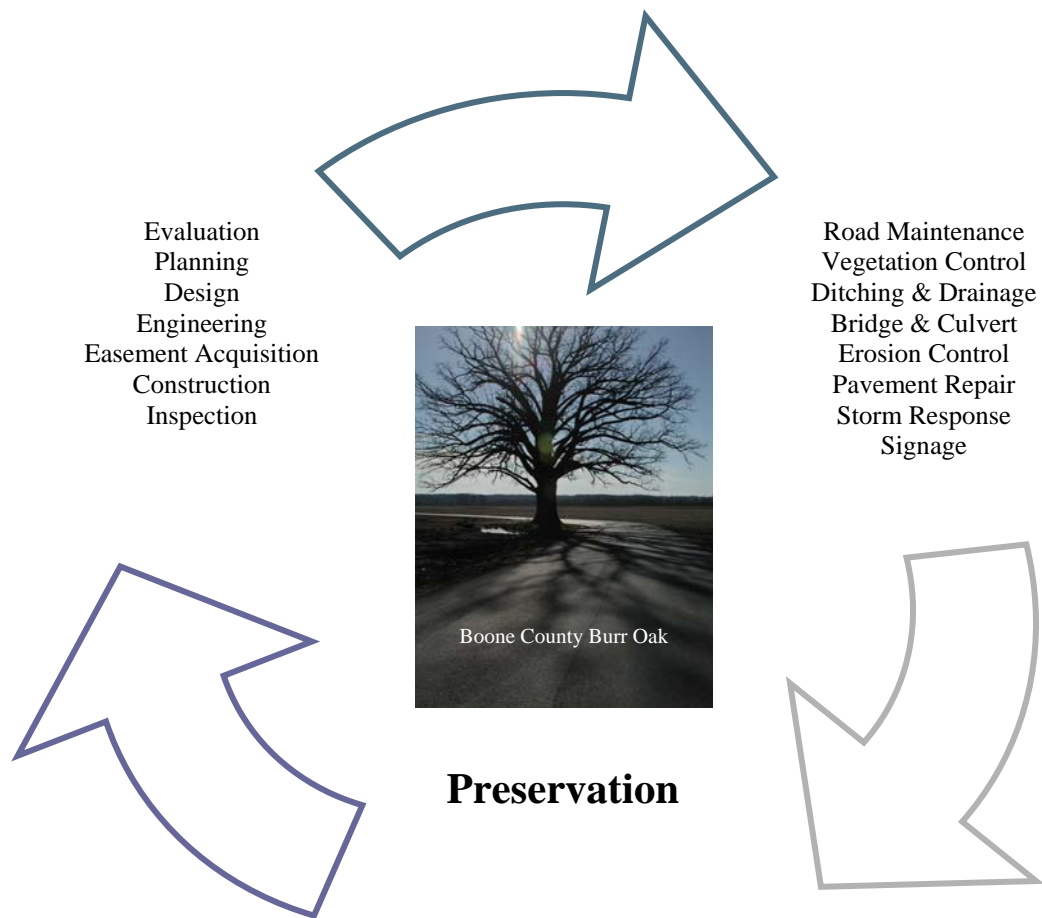 Evaluation
Planning
Design
Engineering
Easement Acquisition
Construction
Inspection
Road Maintenance
Vegetation Control
Ditching & Drainage
Bridge & Culvert
Erosion Control
Pavement Repair
Storm Response
Signage
Boone County Burr Oak
Preservation